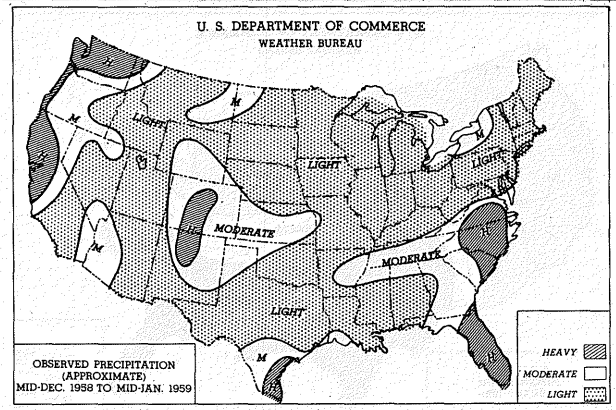 U. S. DEPARTMENT OF COMMERCE
WEATHER BUREAU
H
M
M
LIGHT
M
LIGHT
LIGHT
H
H
MODERATE
H
M
MODERATE
LIGHT
M
H
H
OBSERVED PRECIPITATION
(APPROXIMATE)
MID-DEC. 1958 TO MID-JAN. 1959
HEAVY
MODERATE
LIGHT